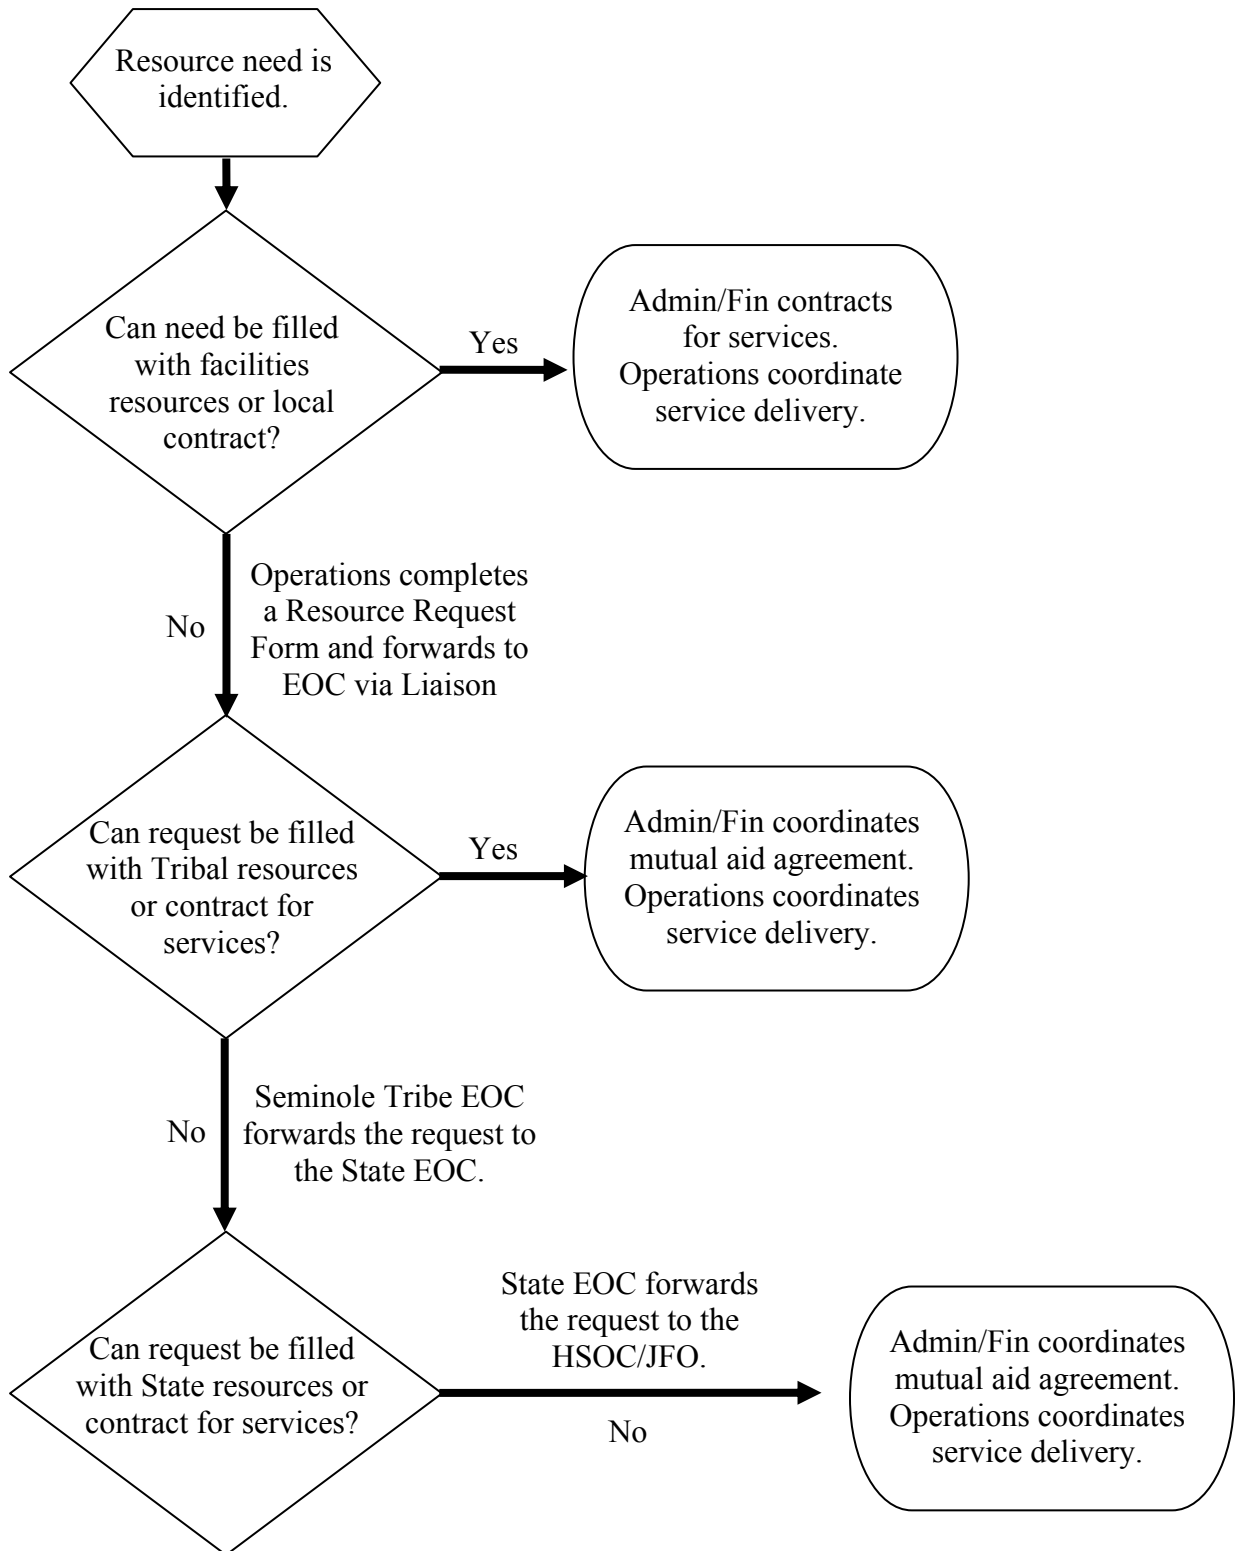 Resource need is
identified.
Can need be filled
with facilities
resources or local
contract?
Yes
Admin/Fin contracts
for services.
Operations coordinate
service delivery.
No
Operations completes
a Resource Request
Form and forwards to
EOC via Liaison
Can request be filled
with Tribal resources
or contract for
services?
Yes
Admin/Fin coordinates
mutual aid agreement.
Operations coordinates
service delivery.
No
Seminole Tribe EOC
forwards the request to
the State EOC.
Can request be filled
with State resources or
contract for services?
State EOC forwards
the request to the
HSOC/JFO.
No
Admin/Fin coordinates
mutual aid agreement.
Operations coordinates
service delivery.